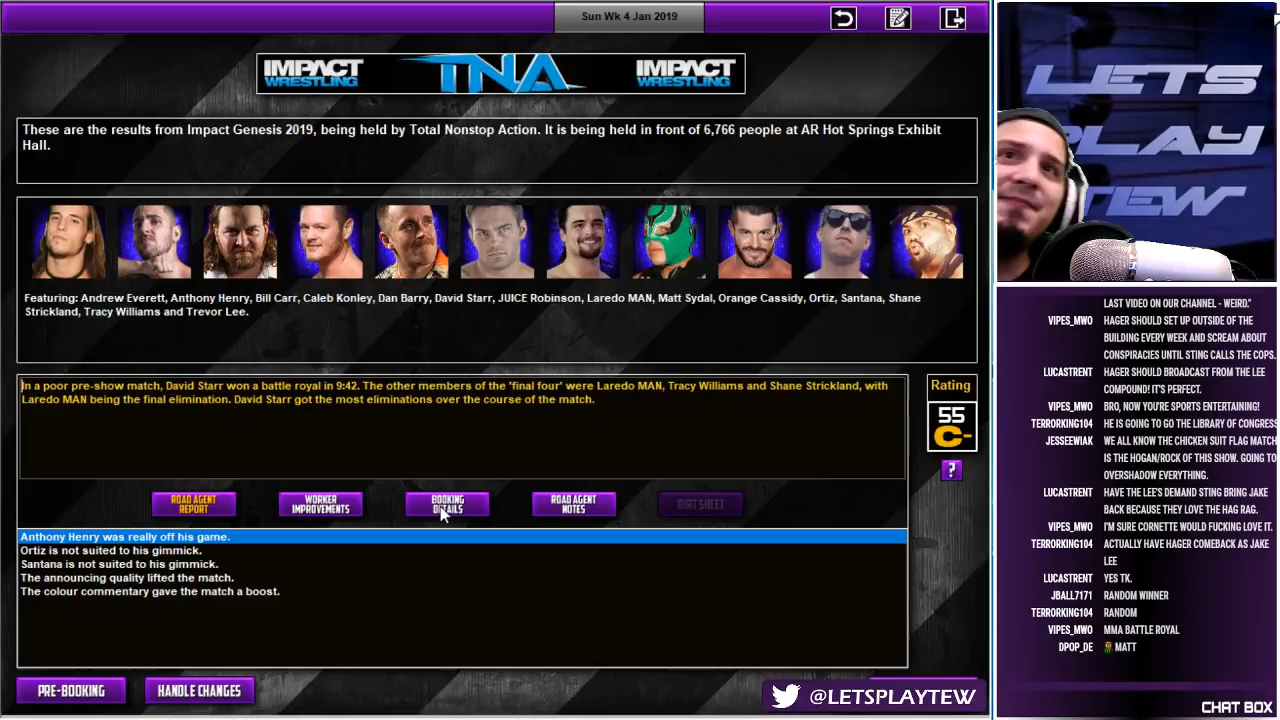 Sun Wk 4 Jan 2019
IMPACT WRESTLING
TNA
IMPACT WRESTLING
These are the results from Impact Genesis 2019, being held by Total Nonstop Action. It is being held in front of 6,766 people at AR Hot Springs Exhibit
Hall.
Featuring: Andrew Everett, Anthony Henry, Bill Carr, Caleb Konley, Dan Barry, David Starr, JUICE Robinson, Laredo MAN, Matt Sydal, Orange Cassidy, Ortiz, Santana, Shane
Strickland, Tracy Williams and Trevor Lee.
In a poor pre-show match, David Starr won a battle royal in 9:42. The other members of the 'final four' were Laredo MAN, Tracy Williams and Shane Strickland, with
Laredo MAN being the final elimination. David Starr got the most eliminations over the course of the match.
Rating
55
C-
?
ROAD AGENT
REPORT
WORKER
IMPROVEMENTS
BOOKING
DETAILS
ROAD AGENT
NOTES
DIRT SHEET
Anthony Henry was really off his game.
Ortiz is not suited to his gimmick.
Santana is not suited to his gimmick.
The announcing quality lifted the match.
The colour commentary gave the match a boost.
PRE-BOOKING
HANDLE CHANGES
@LETSPLAYTEW
LETS
PLAY
TEW
LAST VIDEO ON OUR CHANNEL - WEIRD."
VIPES_MWO HAGER SHOULD SET UP OUTSIDE OF THE
BUILDING EVERY WEEK AND SCREAM ABOUT
CONSPIRACIES UNTIL STING CALLS THE COPS.
LUCASTRENT HAGER SHOULD BROADCAST FROM THE LEE
COMPOUND! IT'S PERFECT.
VIPES_MWO BRO, NOW YOU'RE SPORTS ENTERTAINING!
TERRORKING104 HE IS GOING TO GO THE LIBRARY OF CONGRESS
JESSEEWIAK WE ALL KNOW THE CHICKEN SUIT FLAG MATCH
IS THE HOGAN/ROCK OF THIS SHOW. GOING TO
OVERSHADOW EVERYTHING.
LUCASTRENT HAVE THE LEE'S DEMAND STING BRING JAKE
BACK BECAUSE THEY LOVE THE HAG RAG.
VIPES_MWO I'M SURE CORNETTE WOULD FUCKING LOVE IT.
TERRORKING104 ACTUALLY HAVE HAGER COMEBACK AS JAKE
LEE
LUCASTRENT YES TK.
JBALL7171 RANDOM WINNER
TERRORKING104 RANDOM
VIPES_MWO MMA BATTLE ROYAL
DPOP_DE MATT
CHAT BOX